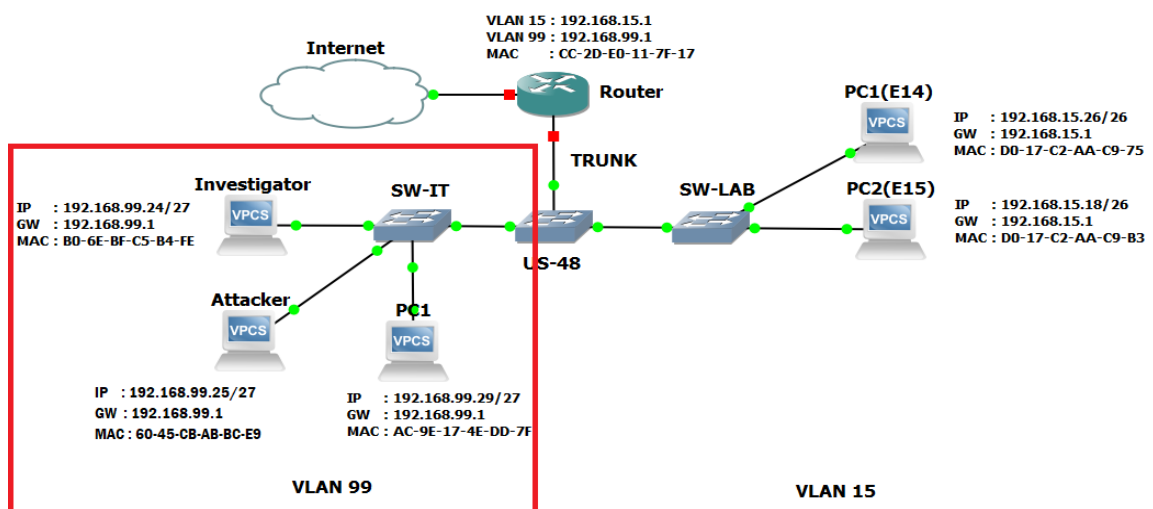 VLAN 15 : 192.168.15.1
VLAN 99 : 192.168.99.1
MAC : CC-2D-E0-11-7F-17
Internet
Router
TRUNK
PC1(E14)
VPCS
IP : 192.168.15.26/26
GW : 192.168.15.1
MAC : D0-17-C2-AA-C9-75
Investigator
VPCS
IP : 192.168.99.24/27
GW : 192.168.99.1
MAC : B0-6E-BF-C5-B4-FE
SW-IT
US-48
SW-LAB
PC2(E15)
VPCS
IP : 192.168.15.18/26
GW : 192.168.15.1
MAC : D0-17-C2-AA-C9-B3
Attacker
VPCS
IP : 192.168.99.25/27
GW : 192.168.99.1
MAC : 60-45-CB-AB-BC-E9
PC1
VPCS
IP : 192.168.99.29/27
GW : 192.168.99.1
MAC : AC-9E-17-4E-DD-7F
VLAN 99
VLAN 15